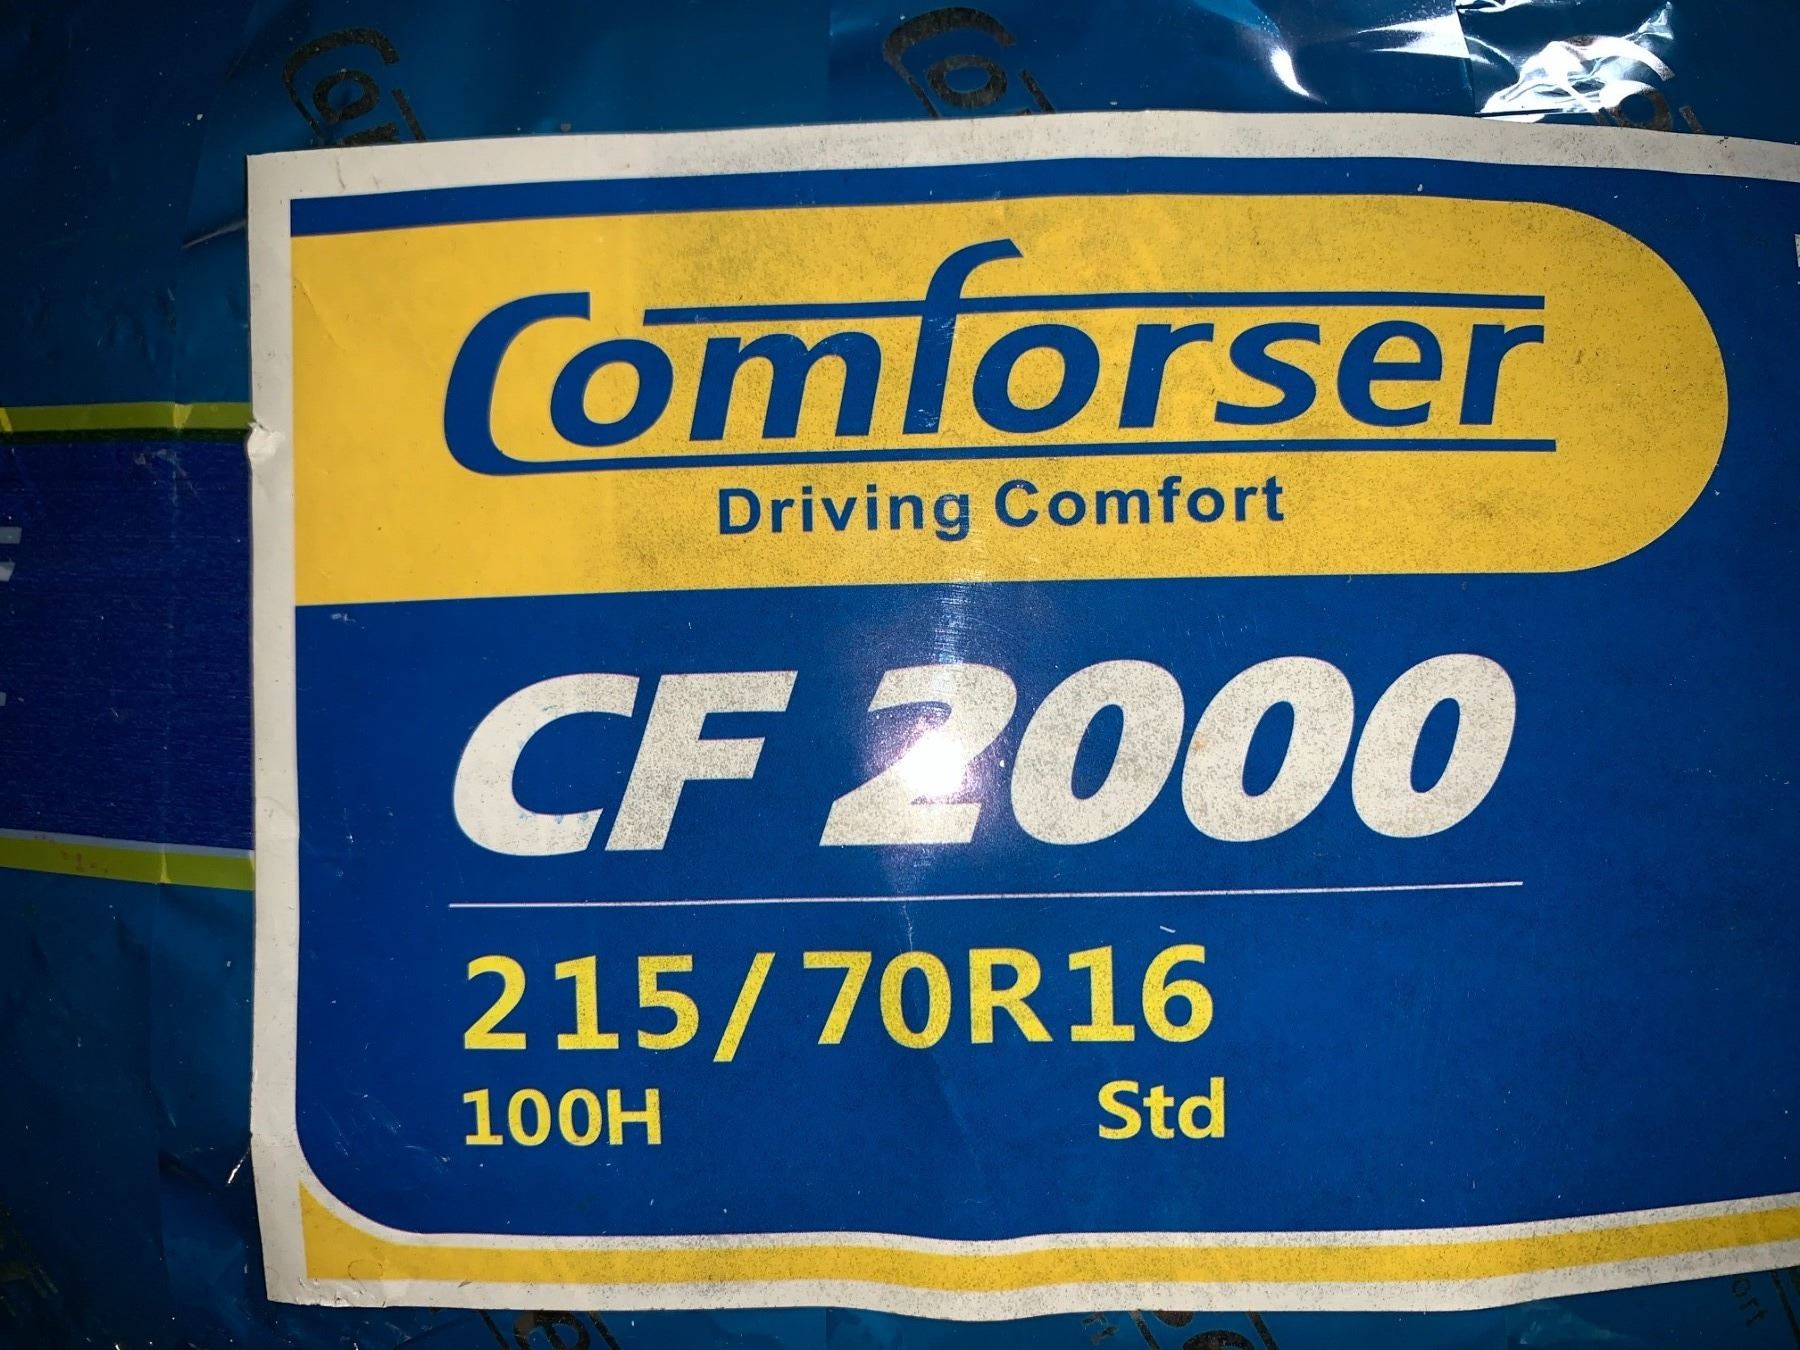 Comforser
Driving Comfort
CF 2000
215/70R16
100H Std